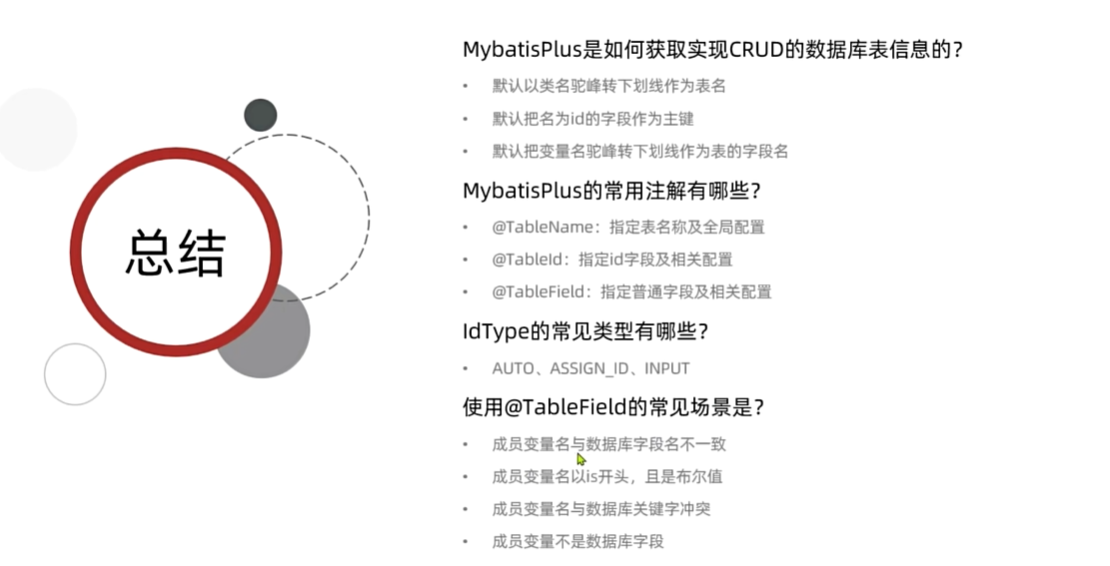 总结
MybatisPlus是如何获取实现CRUD的数据库表信息的？
• 默认以类名驼峰转下划线作为表名
• 默认把名为id的字段作为主键
• 默认把变量名驼峰转下划线作为表的字段名
MybatisPlus的常用注解有哪些？
• @TableName：指定表名称及全局配置
• @TableId：指定id字段及相关配置
• @TableField：指定普通字段及相关配置
IdType的常见类型有哪些？
• AUTO、ASSIGN_ID、INPUT
使用@TableField的常见场景是？
• 成员变量名与数据库字段名不一致
• 成员变量名以is开头，且是布尔值
• 成员变量名与数据库关键字冲突
• 成员变量不是数据库字段